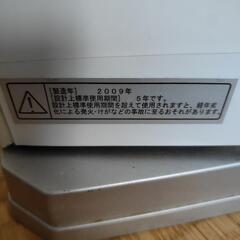 [製造年] 2009年
[設計上標準使用期間] 5年です。
設計上標準使用期間を超えて使用されますと、経年劣
化による発火・けがなどの事故に至るおそれがあります。